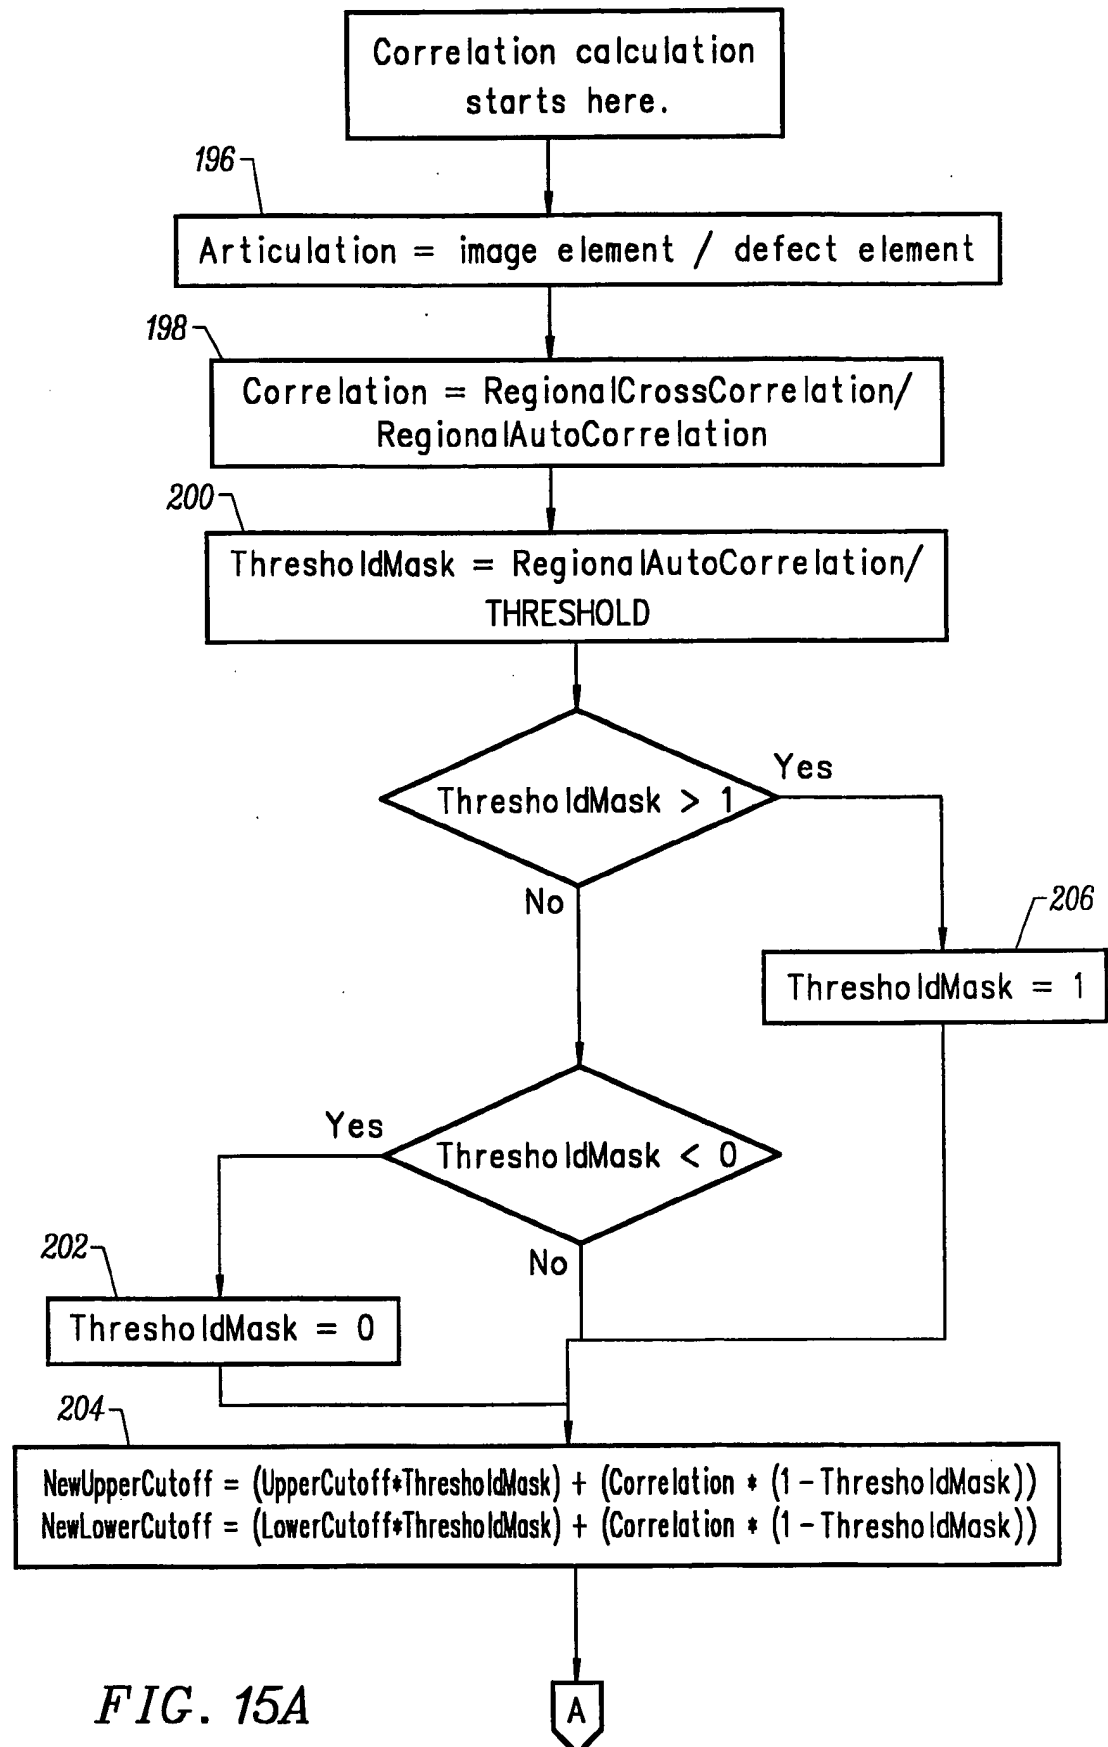 Correlation calculation
starts here.
196
Articulation = image element / defect element
198
Correlation = RegionalCrossCorrelation/
RegionalAutoCorrelation
200
ThresholdMask = RegionalAutoCorrelation/
THRESHOLD
Yes
ThresholdMask > 1
No
206
ThresholdMask = 1
Yes
ThresholdMask < 0
202
No
ThresholdMask = 0
204
NewUpperCutoff = (UpperCutoff*ThresholdMask) + (Correlation * (1 - ThresholdMask))
NewLowerCutoff = (LowerCutoff*ThresholdMask) + (Correlation * (1 - ThresholdMask))
FIG. 15A
A